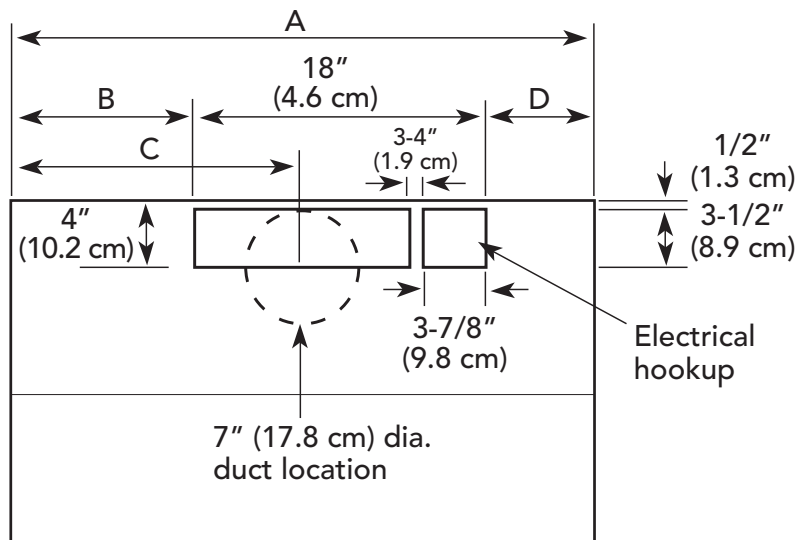 A
18″
(4.6 cm)
B
D
C
3-4″
(1.9 cm)
1/2″
(1.3 cm)
4″
(10.2 cm)
3-1/2″
(8.9 cm)
3-7/8″
(9.8 cm)
Electrical
hookup
7″ (17.8 cm) dia.
duct location